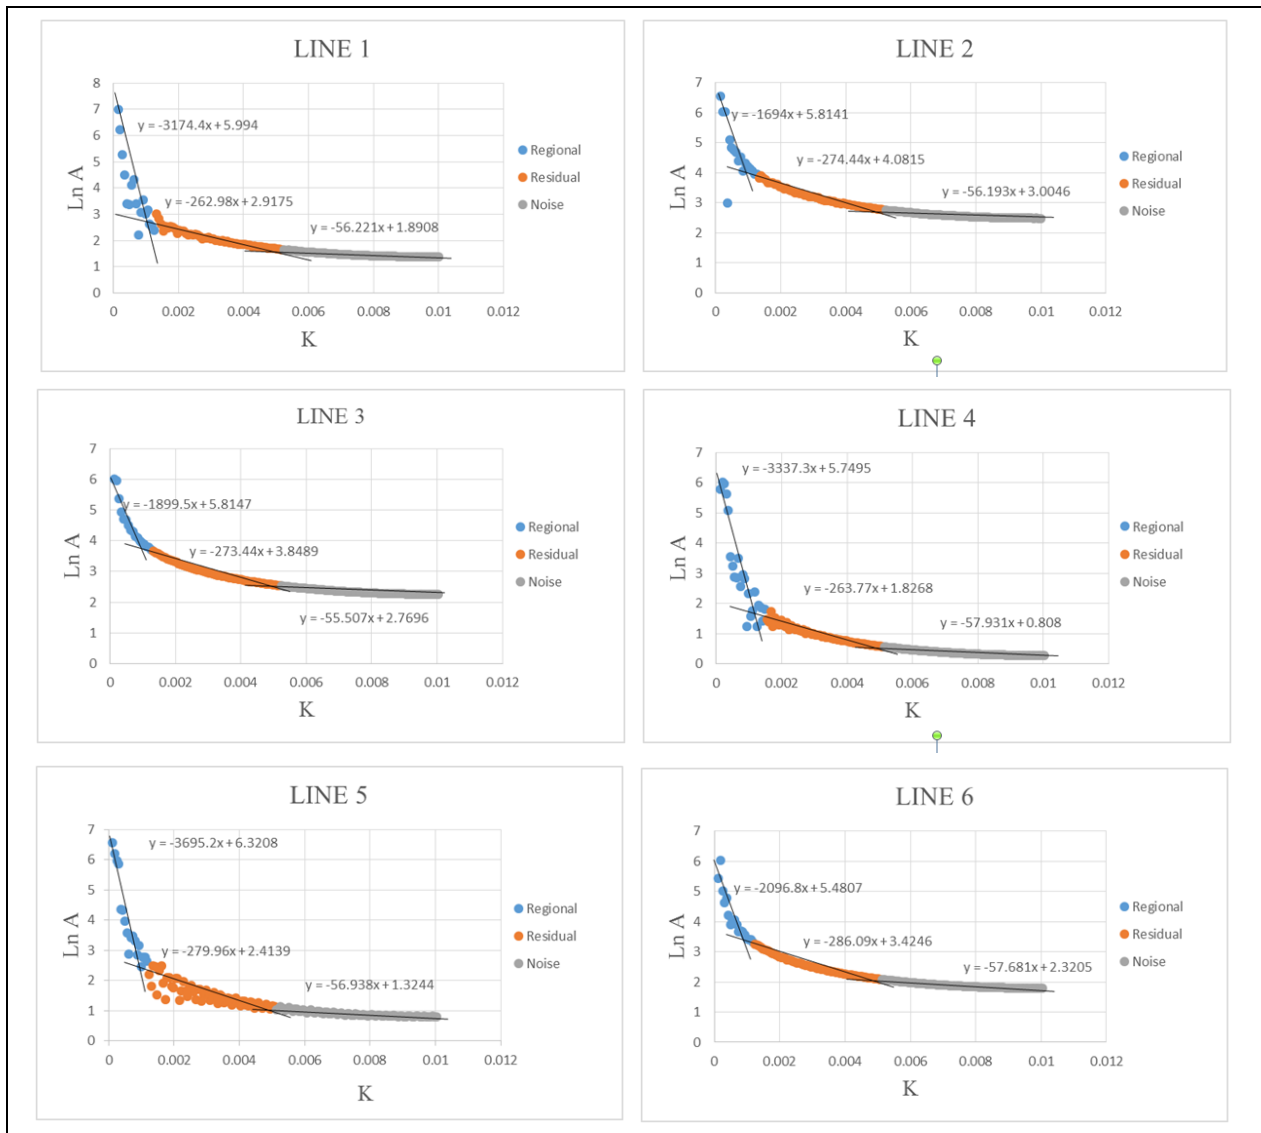 LINE 1
8
7
6
5
4
3
2
1
0
Ln A
y = -3174.4x + 5.994
y = -262.98x + 2.9175
y = -56.221x + 1.8908
0 0.002 0.004 0.006 0.008 0.01 0.012
K
Regional
Residual
Noise
LINE 2
7
6
5
4
3
2
1
0
Ln A
y = -1694x + 5.8141
y = -274.44x + 4.0815
y = -56.193x + 3.0046
0 0.002 0.004 0.006 0.008 0.01 0.012
K
Regional
Residual
Noise
LINE 3
7
6
5
4
3
2
1
0
Ln A
y = -1899.5x + 5.8147
y = -273.44x + 3.8489
y = -55.507x + 2.7696
0 0.002 0.004 0.006 0.008 0.01 0.012
K
Regional
Residual
Noise
LINE 4
7
6
5
4
3
2
1
0
Ln A
y = -3337.3x + 5.7495
y = -263.77x + 1.8268
y = -57.931x + 0.808
0 0.002 0.004 0.006 0.008 0.01 0.012
K
Regional
Residual
Noise
LINE 5
7
6
5
4
3
2
1
0
Ln A
y = -3695.2x + 6.3208
y = -279.96x + 2.4139
y = -56.938x + 1.3244
0 0.002 0.004 0.006 0.008 0.01 0.012
K
Regional
Residual
Noise
LINE 6
7
6
5
4
3
2
1
0
Ln A
y = -2096.8x + 5.4807
y = -286.09x + 3.4246
y = -57.681x + 2.3205
0 0.002 0.004 0.006 0.008 0.01 0.012
K
Regional
Residual
Noise